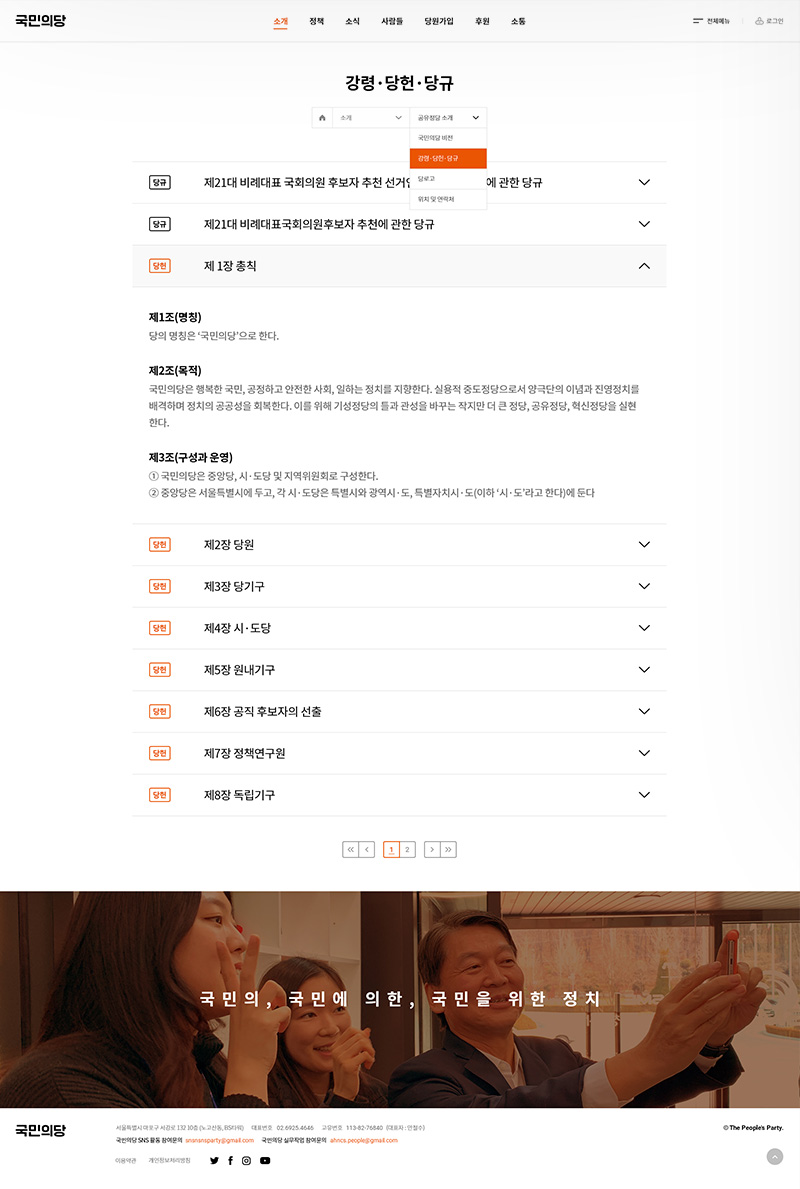 국민의당
소개 정책 소식 사람들 당원가입 후원 소통
전체메뉴 로그인
강령·당헌·당규
소개 공유정당 소개
국민의당 비전
강령·당헌·당규
당로고
위치 및 연락처
당규 제21대 비례대표 국회의원 후보자 추천 선거인 에 관한 당규
당규 제21대 비례대표국회의원후보자 추천에 관한 당규
당헌 제 1장 총칙
제1조(명칭)
당의 명칭은 ‘국민의당’으로 한다.
제2조(목적)
국민의당은 행복한 국민, 공정하고 안전한 사회, 일하는 정치를 지향한다. 실용적 중도정당으로서 양극단의 이념과 진영정치를
배격하며 정치의 공공성을 회복한다. 이를 위해 기성정당의 틀과 관성을 바꾸는 작지만 더 큰 정당, 공유정당, 혁신정당을 실현
한다.
제3조(구성과 운영)
① 국민의당은 중앙당, 시·도당 및 지역위원회로 구성한다.
② 중앙당은 서울특별시에 두고, 각 시·도당은 특별시와 광역시·도, 특별자치시·도(이하 ‘시·도’라고 한다)에 둔다
당헌 제2장 당원
당헌 제3장 당기구
당헌 제4장 시·도당
당헌 제5장 원내기구
당헌 제6장 공직 후보자의 선출
당헌 제7장 정책연구원
당헌 제8장 독립기구
1 2
국민의, 국민에 의한, 국민을 위한 정치
국민의당
서울특별시 마포구 서강로 132 10층 (노고산동, BS타워) 대표번호 02.6925.4646 고유번호 113-82-76840 (대표자 : 안철수)
국민의당 SNS 활동 참여문의 snsnansparty@gmail.com 국민의당 실무작업 참여문의 ahncs.people@gmail.com
이용약관 개인정보처리방침
© The People's Party.